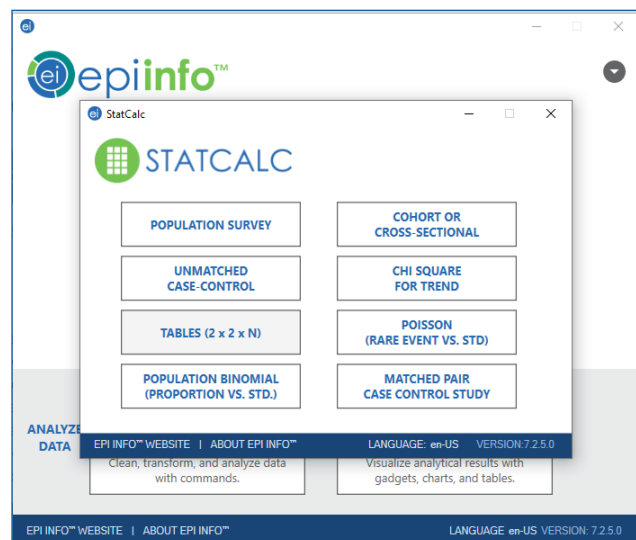 ei
ei epiinfo™
ei StatCalc
STATCALC
POPULATION SURVEY
COHORT OR
CROSS-SECTIONAL
UNMATCHED
CASE-CONTROL
CHI SQUARE
FOR TREND
TABLES (2 x 2 x N)
POISSON
(RARE EVENT VS. STD)
POPULATION BINOMIAL
(PROPORTION VS. STD.)
MATCHED PAIR
CASE CONTROL STUDY
EPI INFO™ WEBSITE | ABOUT EPI INFO™ LANGUAGE: en-US VERSION:7.2.5.0
ANALYZE
DATA
Clean, transform, and analyze data
with commands.
Visualize analytical results with
gadgets, charts, and tables.
EPI INFO™ WEBSITE | ABOUT EPI INFO™ LANGUAGE en-US VERSION: 7.2.5.0